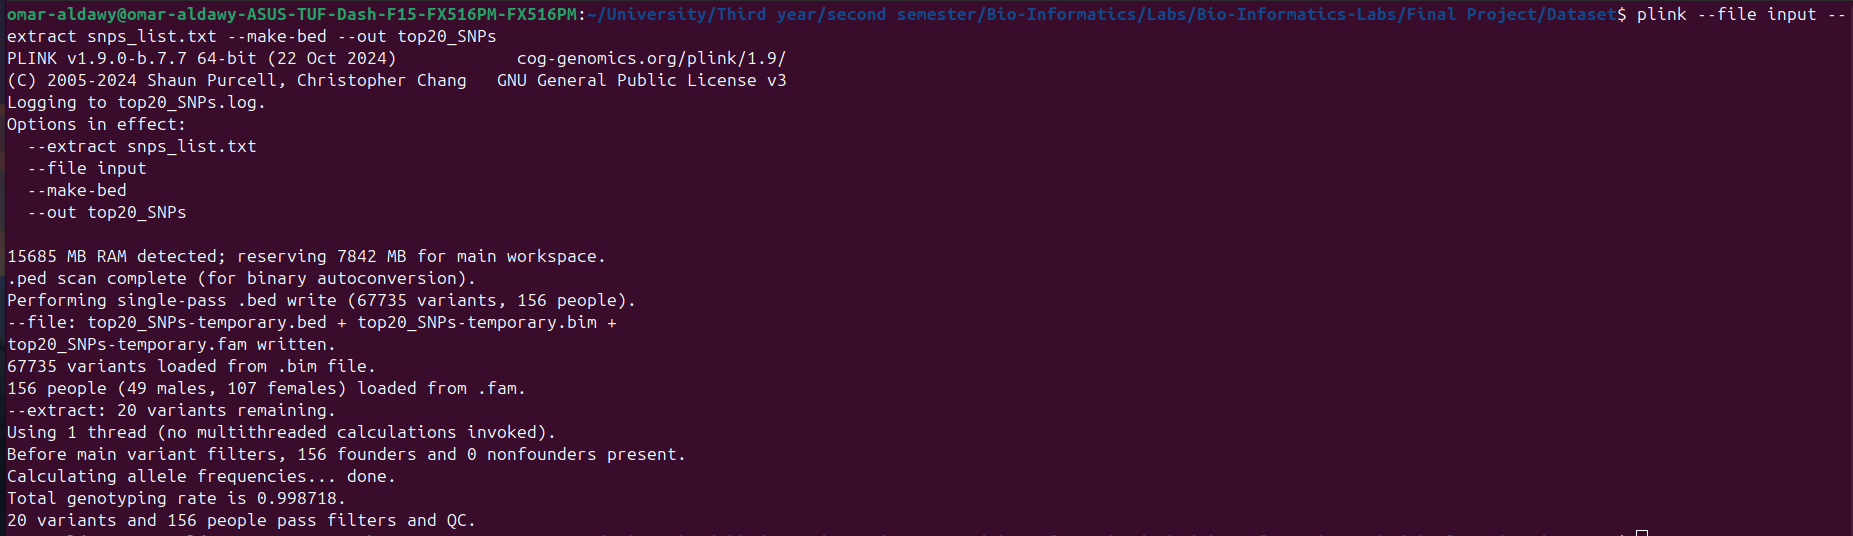 omar-aldawy@omar-aldawy-ASUS-TUF-Dash-F15-FX516PM-FX516PM:~/University/Third year/second semester/Bio-Informatics/Labs/Bio-Informatics-Labs/Final Project/Dataset$ plink --file input --
extract snps_list.txt --make-bed --out top20_SNPs
PLINK v1.9.0-b.7.7 64-bit (22 Oct 2024)            cog-genomics.org/plink/1.9/
(C) 2005-2024 Shaun Purcell, Christopher Chang   GNU General Public License v3
Logging to top20_SNPs.log.
Options in effect:
  --extract snps_list.txt
  --file input
  --make-bed
  --out top20_SNPs
15685 MB RAM detected; reserving 7842 MB for main workspace.
.ped scan complete (for binary autoconversion).
Performing single-pass .bed write (67735 variants, 156 people).
--file: top20_SNPs-temporary.bed + top20_SNPs-temporary.bim +
top20_SNPs-temporary.fam written.
67735 variants loaded from .bim file.
156 people (49 males, 107 females) loaded from .fam.
--extract: 20 variants remaining.
Using 1 thread (no multithreaded calculations invoked).
Before main variant filters, 156 founders and 0 nonfounders present.
Calculating allele frequencies... done.
Total genotyping rate is 0.998718.
20 variants and 156 people pass filters and QC.